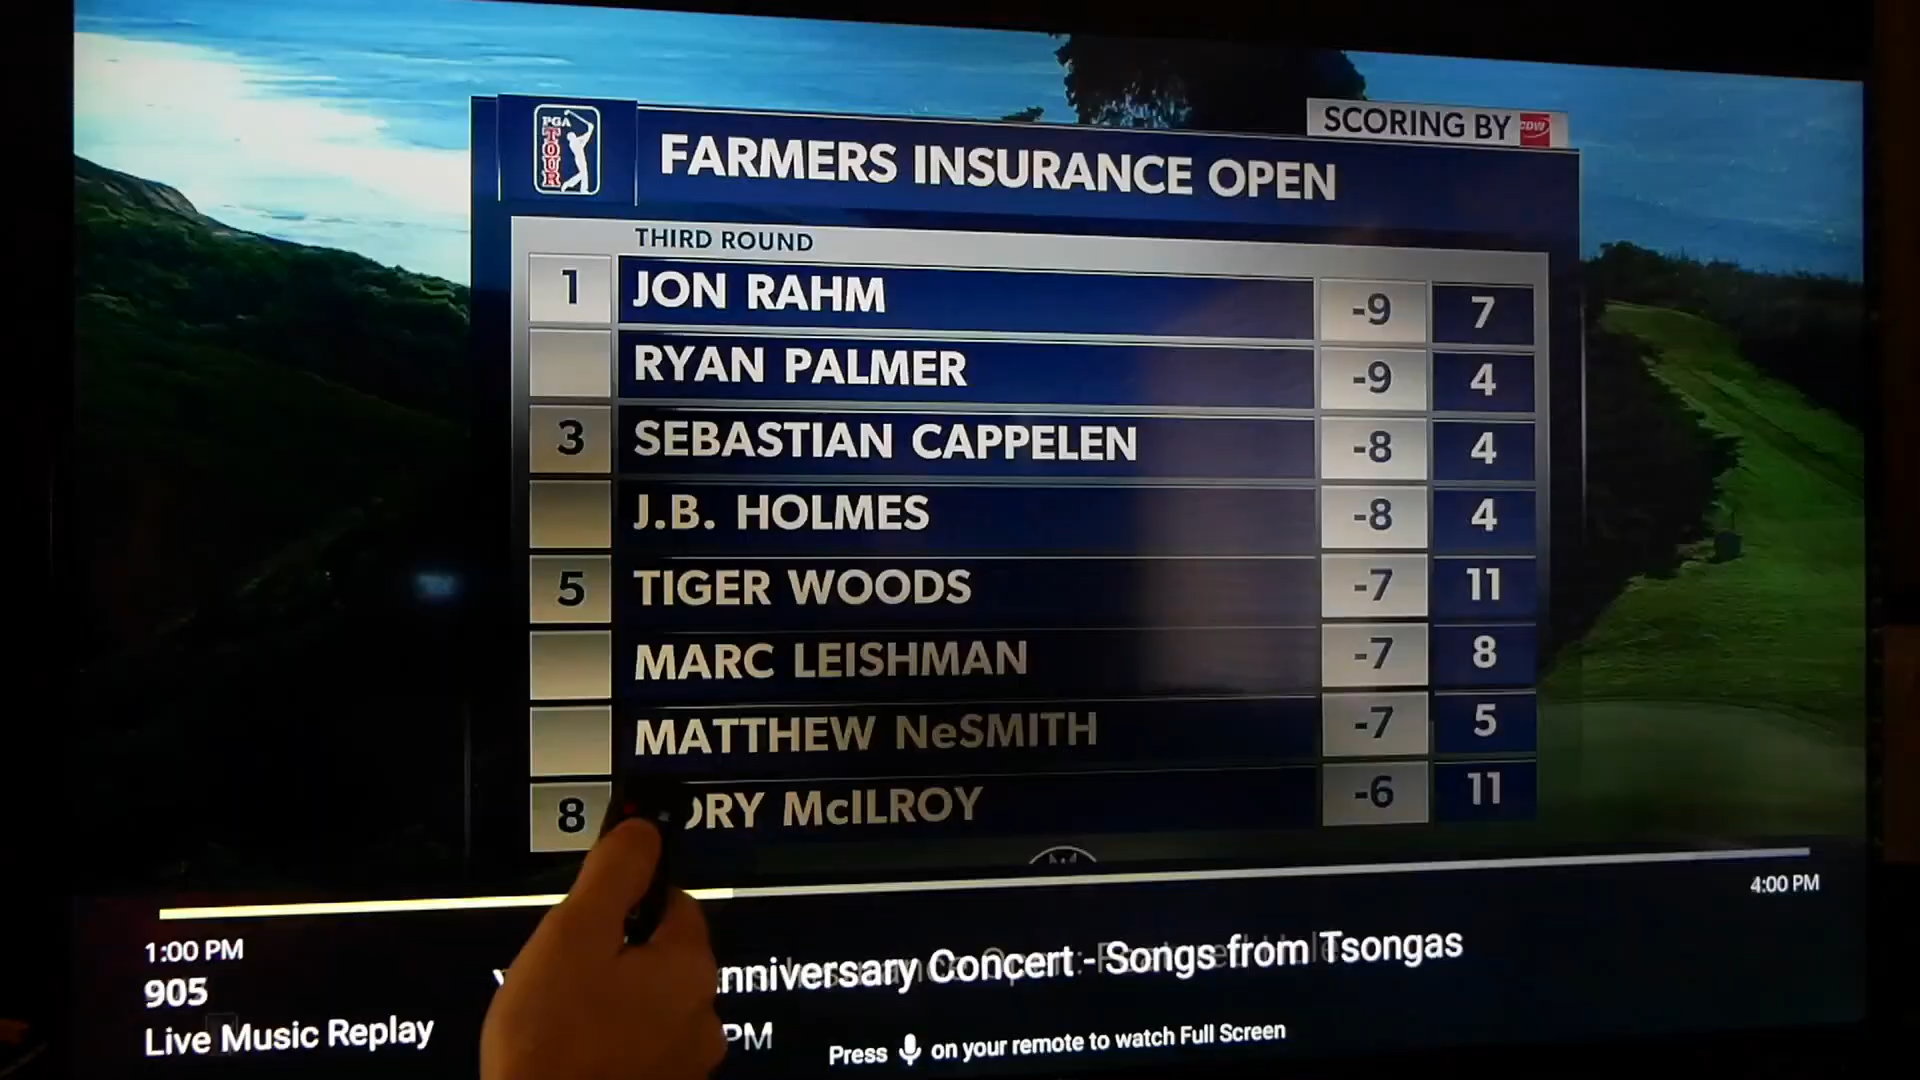 SCORING BY CDW
PGA TOUR
FARMERS INSURANCE OPEN
THIRD ROUND
1 JON RAHM -9 7
RYAN PALMER -9 4
3 SEBASTIAN CAPPELEN -8 4
J.B. HOLMES -8 4
5 TIGER WOODS -7 11
MARC LEISHMAN -7 8
MATTHEW NeSMITH -7 5
8 ORY McILROY -6 11
4:00 PM
1:00 PM
905
nniversary Concert - Songs from Tsongas
Live Music Replay
PM
Press on your remote to watch Full Screen